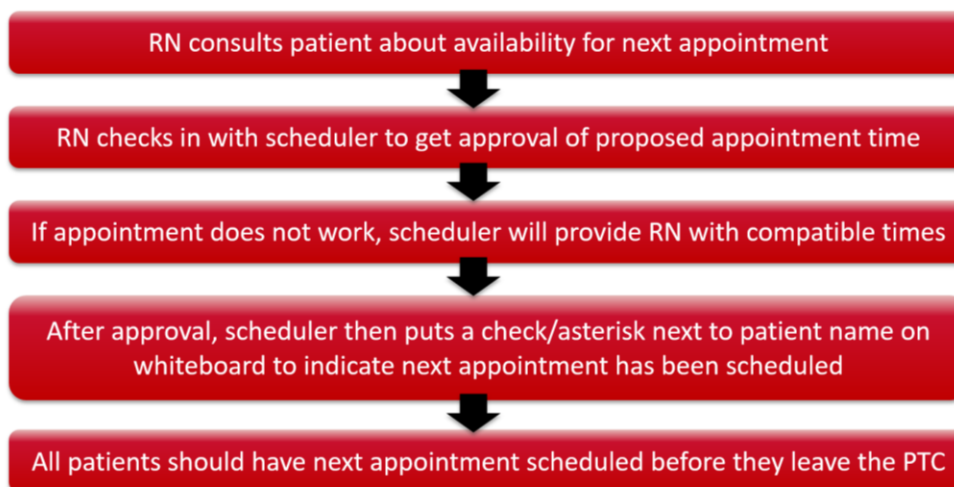 RN consults patient about availability for next appointment
RN checks in with scheduler to get approval of proposed appointment time
If appointment does not work, scheduler will provide RN with compatible times
After approval, scheduler then puts a check/asterisk next to patient name on
whiteboard to indicate next appointment has been scheduled
All patients should have next appointment scheduled before they leave the PTC